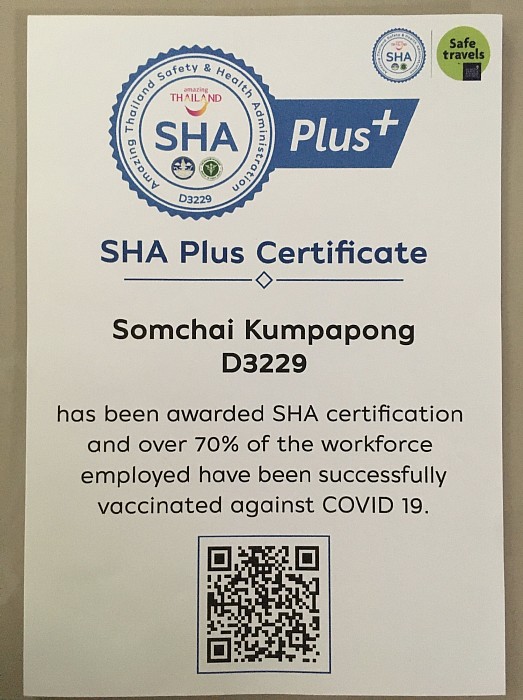 Amazing Thailand Safety & Health Administration
amazing
THAILAND
SHA
D3229
Plus+
SHA
Safe
travels
SHA Plus Certificate
Somchai Kumpapong
D3229
has been awarded SHA certification
and over 70% of the workforce
employed have been successfully
vaccinated against COVID 19.